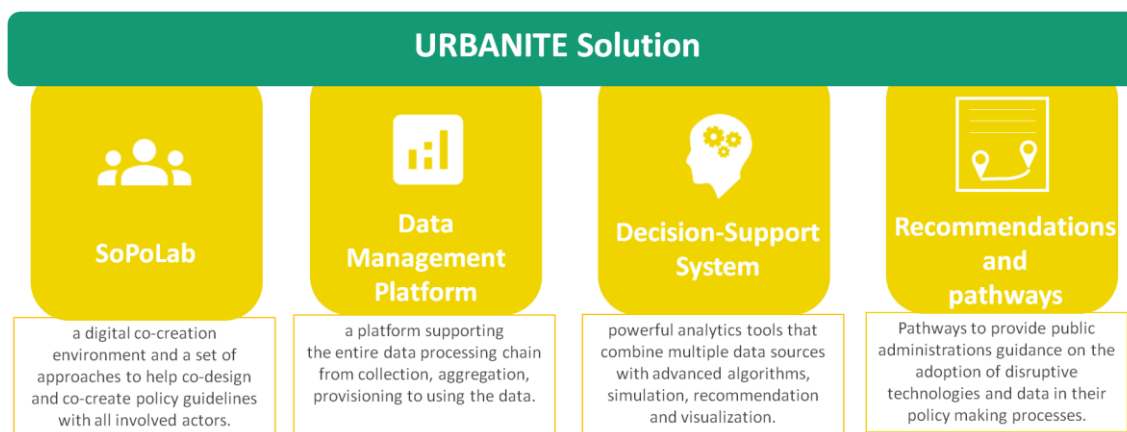 URBANITE Solution
SoPoLab
a digital co-creation
environment and a set of
approaches to help co-design
and co-create policy guidelines
with all involved actors.
Data
Management
Platform
a platform supporting
the entire data processing chain
from collection, aggregation,
provisioning to using the data.
Decision-Support
System
powerful analytics tools that
combine multiple data sources
with advanced algorithms,
simulation, recommendation
and visualization.
Recommendations
and
pathways
Pathways to provide public
administrations guidance on the
adoption of disruptive
technologies and data in their
policy making processes.